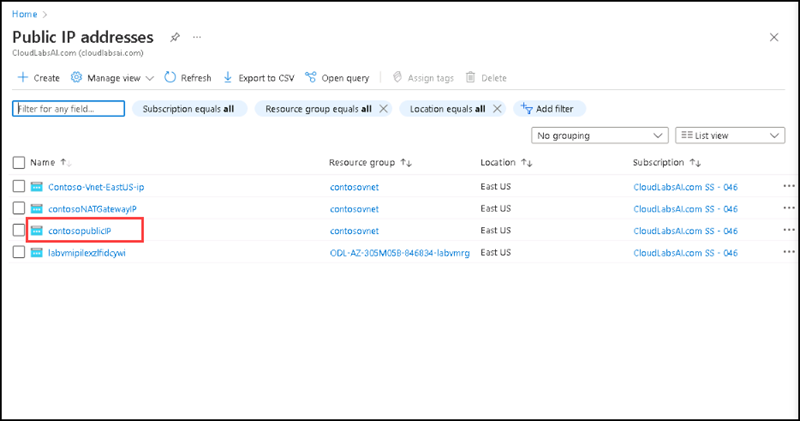 Home
Public IP addresses
CloudLabsAI.com (cloudlabsai.com)
Create Manage view Refresh Export to CSV Open query Assign tags Delete
Filter for any field... Subscription equals all Resource group equals all Location equals all Add filter
No grouping List view
Name Resource group Location Subscription
Contoso-Vnet-EastUS-ip contosovnet East US CloudLabsAI.com SS - 046
contosoNATGatewayIP contosovnet East US CloudLabsAI.com SS - 046
contosopublicIP contosovnet East US CloudLabsAI.com SS - 046
labvmipilexzlfidcywi ODL-AZ-305M05B-846834-labvmrg East US CloudLabsAI.com SS - 046